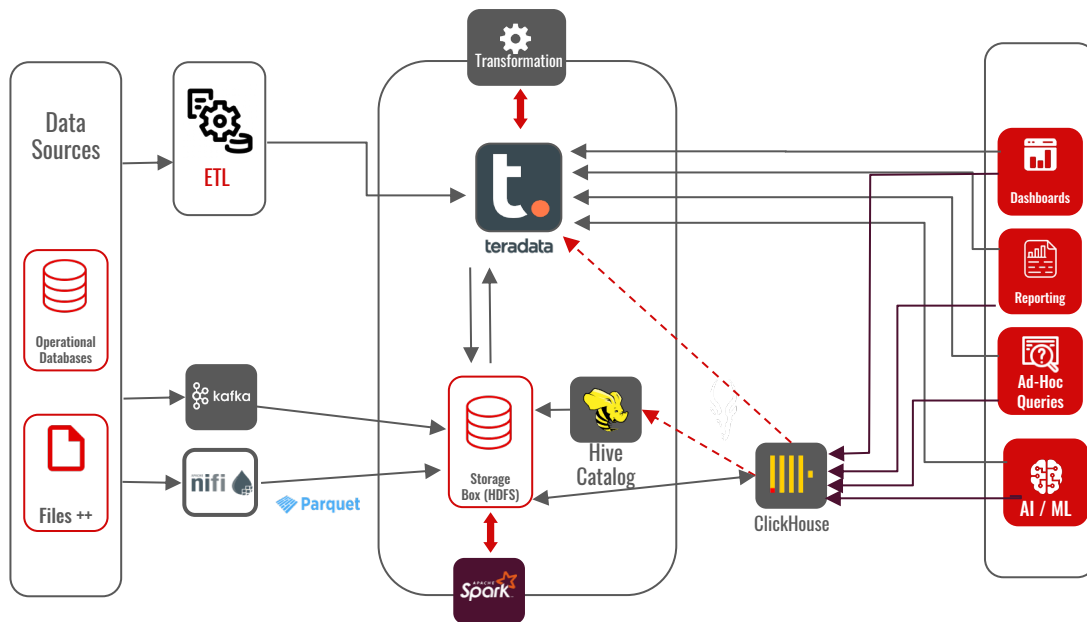 Transformation
Data
Sources
ETL
t.
teradata
Operational
Databases
kafka
nifi
Parquet
Files ++
Storage
Box (HDFS)
Hive
Catalog
APACHE
Spark
ClickHouse
Dashboards
Reporting
Ad-Hoc
Queries
AI / ML